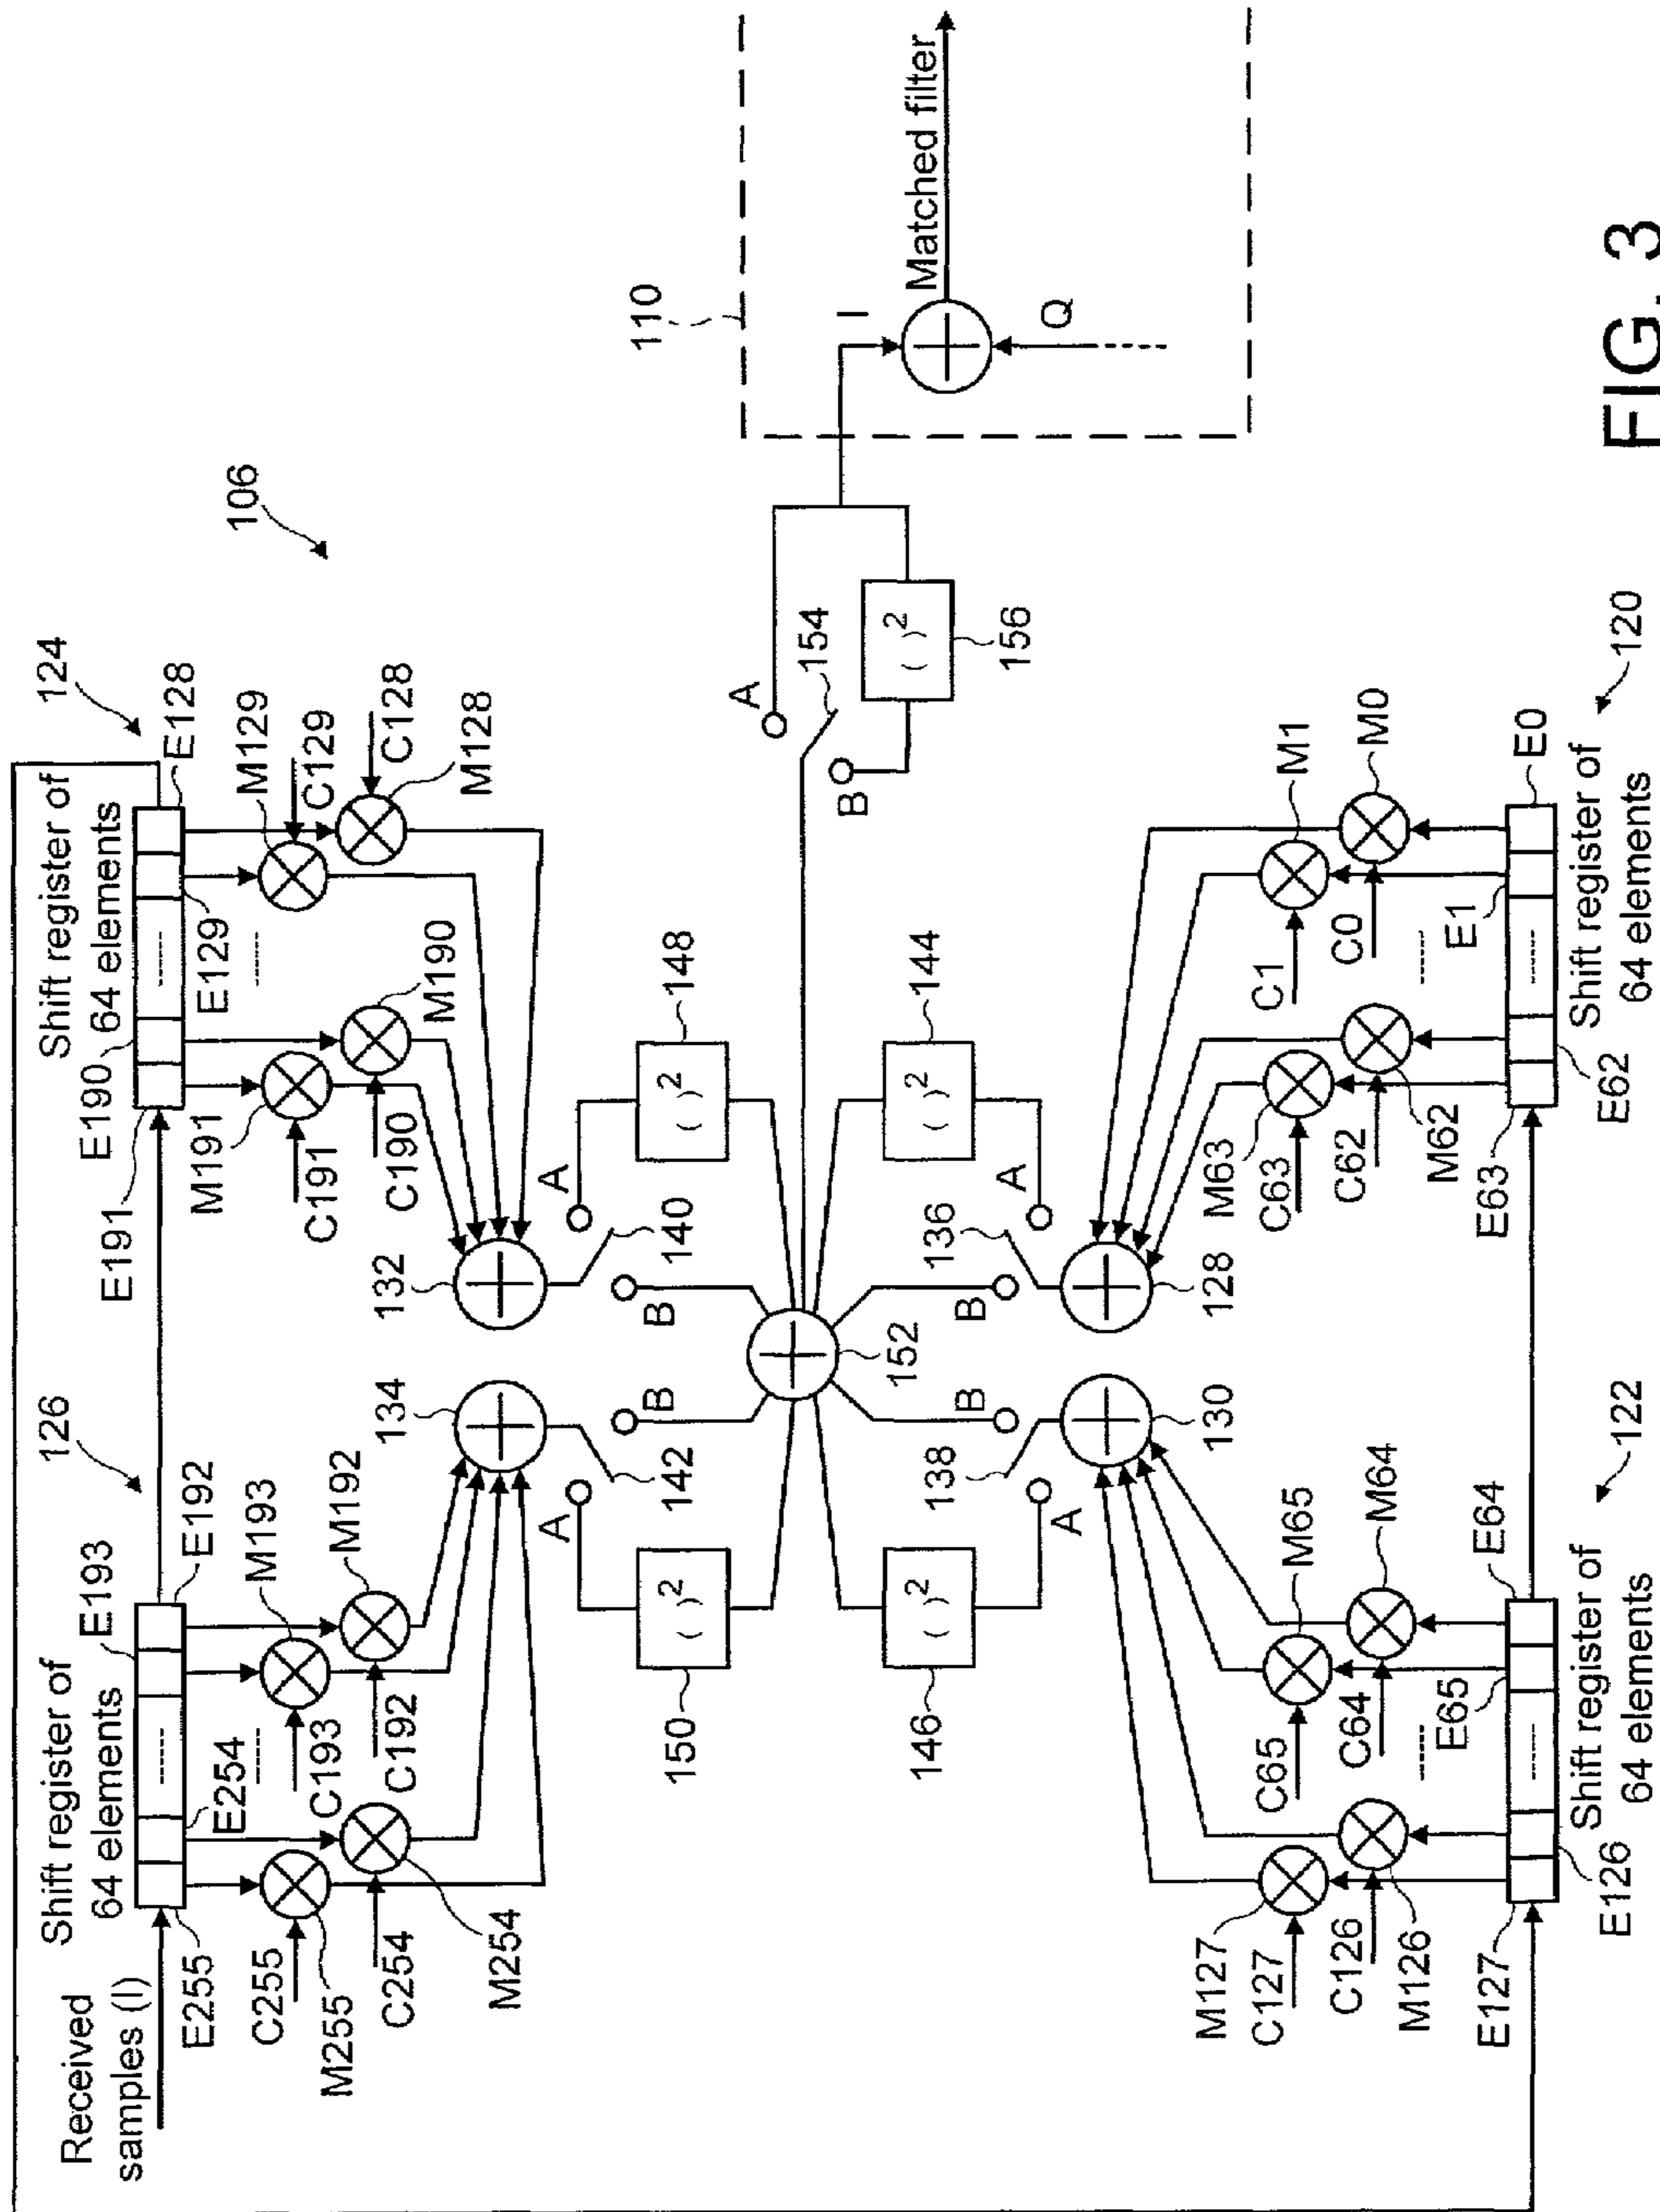 Received
samples (I)
Shift register of
64 elements
126
E193
E192
E255
E254
C255
M255
C254
M254
C193
M193
C192
M192
Shift register of
64 elements
124
E191
E190
E129
E128
M191
C191
M190
C190
M129
C129
C128
M128
106
134
132
142
140
A
B
B
A
150
( )²
148
( )²
152
146
( )²
144
( )²
A
B
B
A
138
136
130
128
A
B
154
( )²
156
110
I
Q
Matched filter
M127
C127
C126
M126
C65
M65
C64
M64
E127
E126
E65
E64
Shift register of
64 elements
122
M63
C63
C62
M62
C1
M1
C0
M0
E63
E62
E1
E0
Shift register of
64 elements
120
FIG. 3